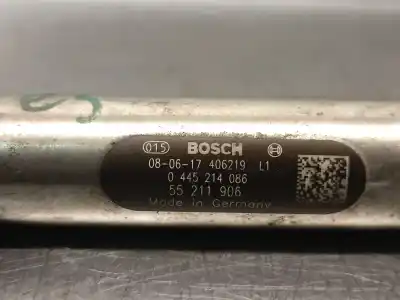 015 BOSCH
08-06-17 406219 L1
0 445 214 086
55 211 906
Made in Germany